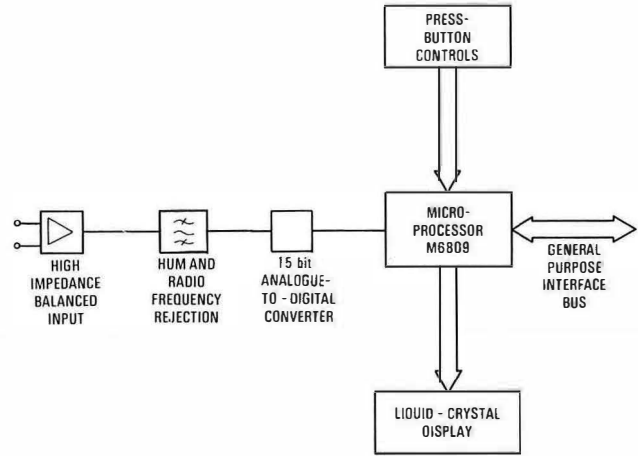 PRESS-
BUTTON
CONTROLS
MICRO-
PROCESSOR
M6809
HIGH
IMPEDANCE
BALANCED
INPUT
HUM AND
RADIO
FREQUENCY
REJECTION
15 bit
ANALOGUE-
TO - DIGITAL
CONVERTER
GENERAL
PURPOSE
INTERFACE
BUS
LIQUID - CRYSTAL
DISPLAY